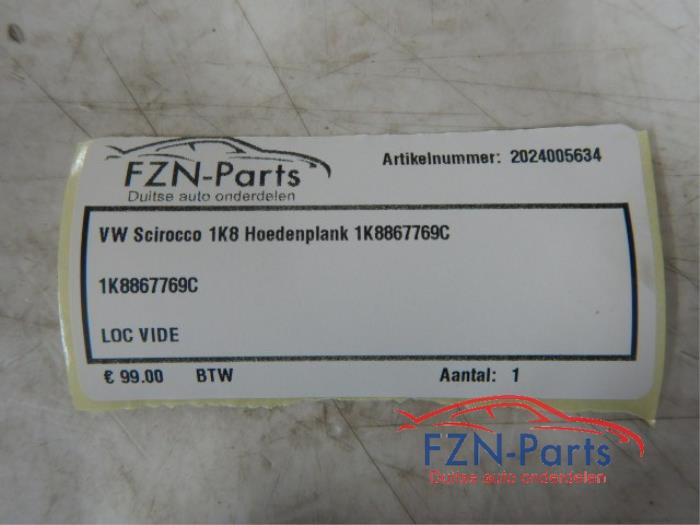 FZN-Parts
Duitse auto onderdelen
Artikelnummer: 2024005634
VW Scirocco 1K8 Hoedenplank 1K8867769C
1K8867769C
LOC VIDE
€ 99.00 BTW Aantal: 1
FZN-Parts
Duitse auto onderdelen